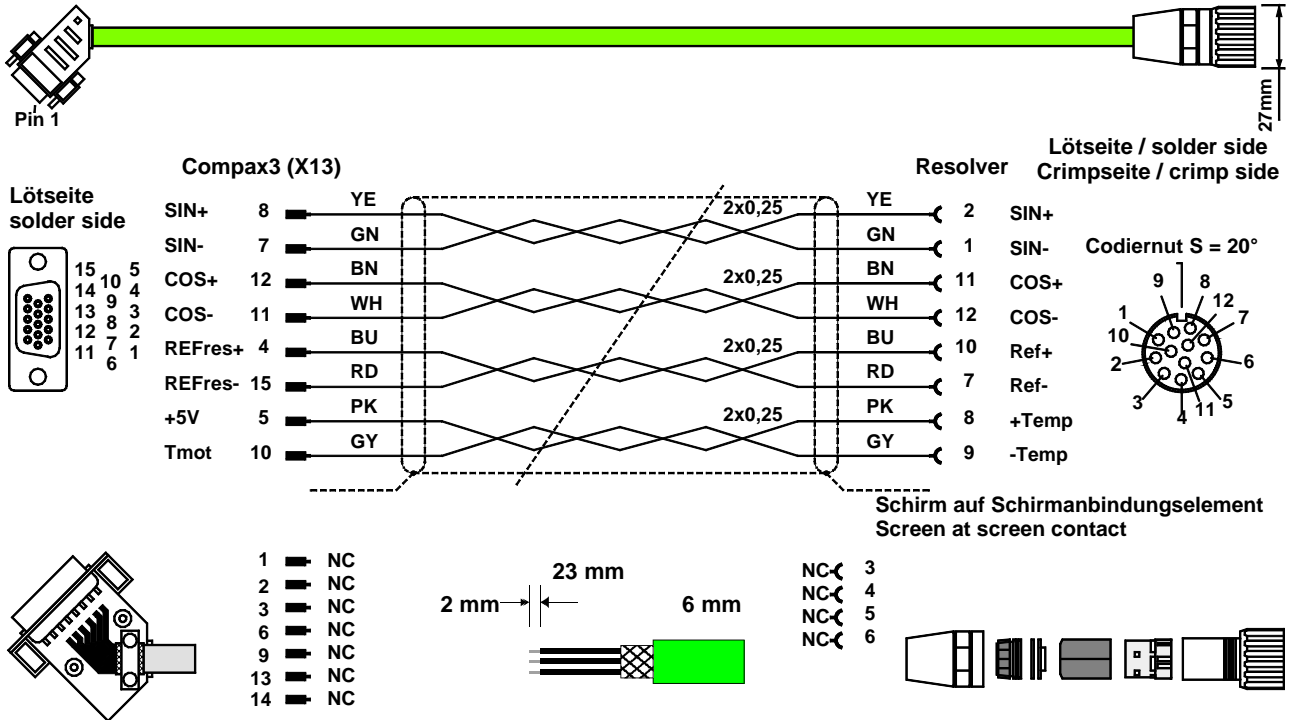 Pin 1
27mm
Lötseite / solder side
Crimpseite / crimp side
Compax3 (X13)
Resolver
Lötseite
solder side
15 5
10
14 4
9
13 3
8
12 2
7
11 1
6
Codiernut S = 20°
9 8
12
1 7
10
2 6
3 5
4 11
SIN+ 8 YE 2x0,25 YE 2 SIN+
SIN- 7 GN GN 1 SIN-
COS+ 12 BN 2x0,25 BN 11 COS+
COS- 11 WH WH 12 COS-
REFres+ 4 BU 2x0,25 BU 10 Ref+
REFres- 15 RD RD 7 Ref-
+5V 5 PK 2x0,25 PK 8 +Temp
Tmot 10 GY GY 9 -Temp
Schirm auf Schirmanbindungselement
Screen at screen contact
1 NC
2 NC
3 NC
6 NC
9 NC
13 NC
14 NC
23 mm
2 mm 6 mm
NC 3
NC 4
NC 5
NC 6